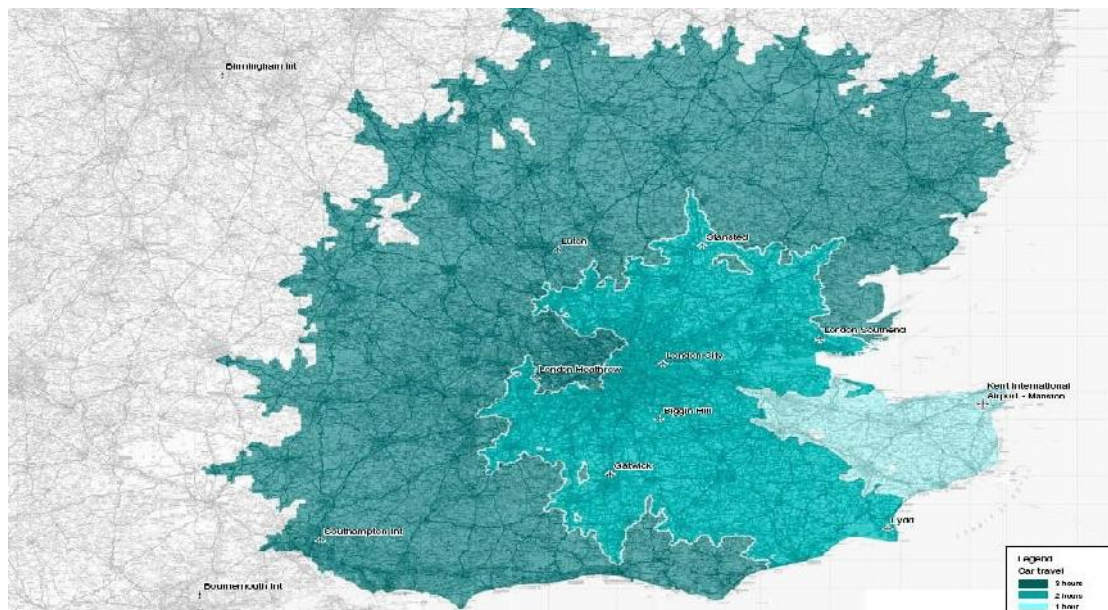 Birmingham Int
Luton
Stansted
London Southend
London City
London Heathrow
Kent International
Airport - Manston
Biggin Hill
Gatwick
Lydd
Southampton Int
Bournemouth Int
Legend
Car travel
3 hours
2 hours
1 hour